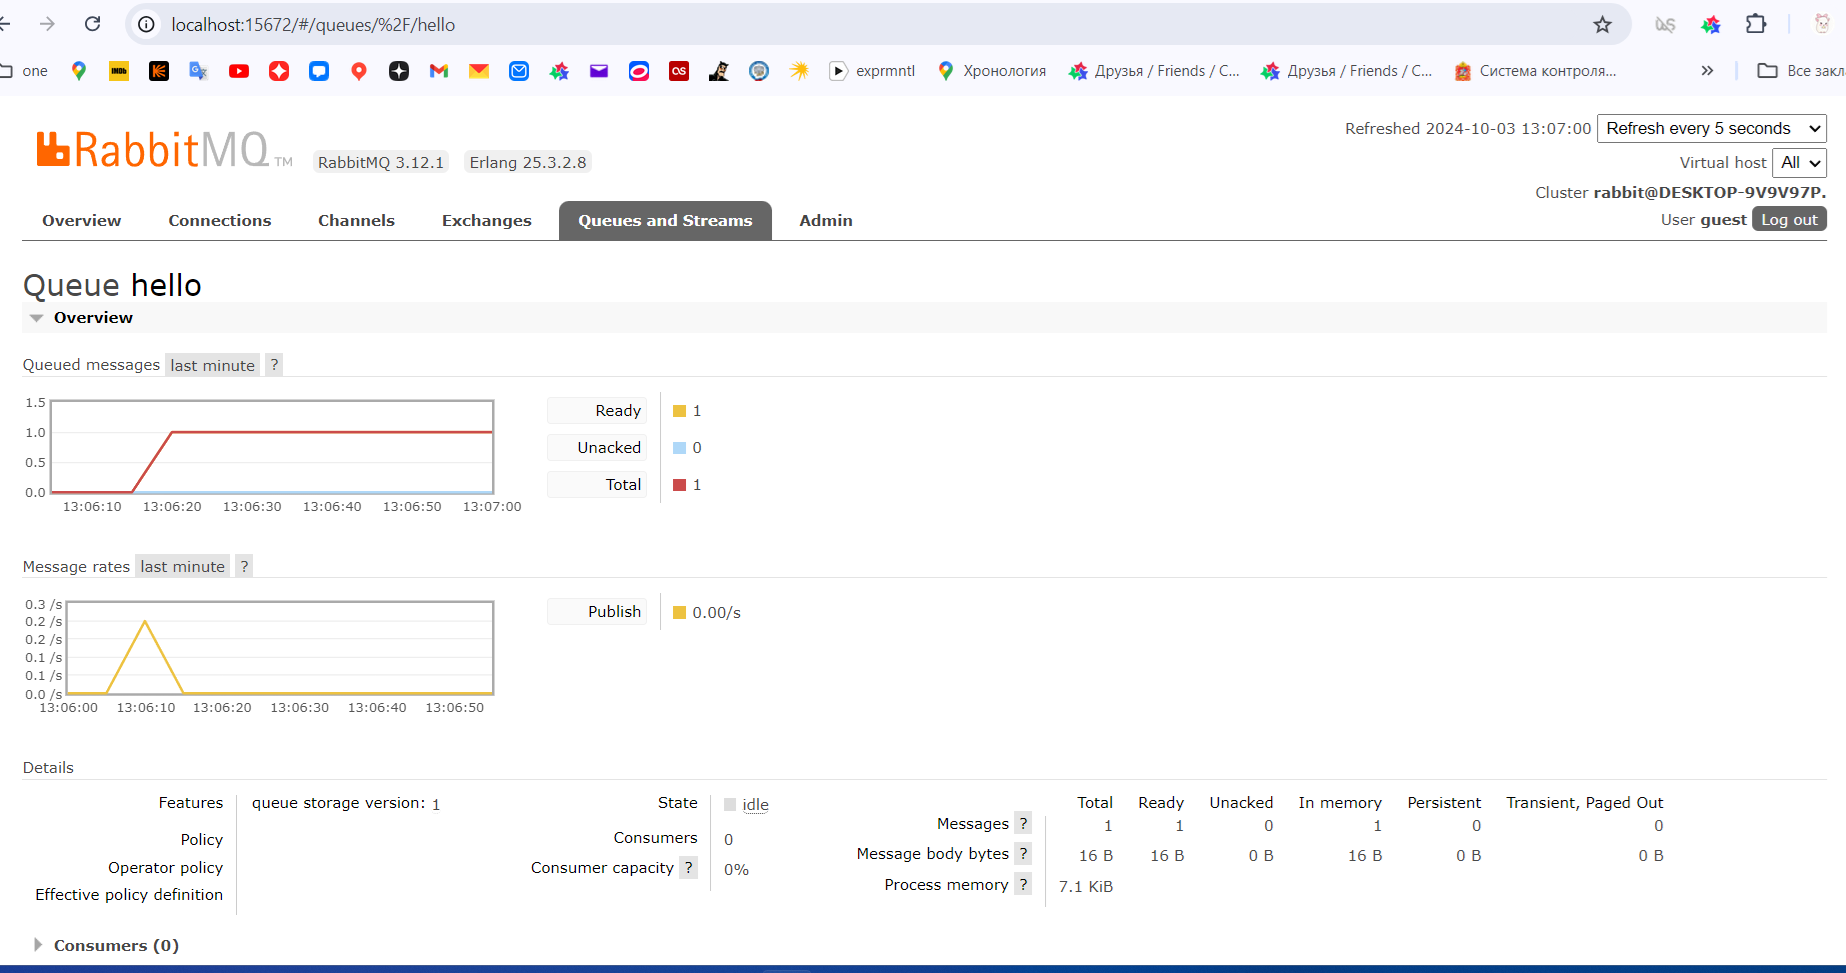 localhost:15672/#/queues/%2F/hello
one
IMDb
exprmntl
Хронология
Друзья / Friends / С...
Друзья / Friends / С...
Система контроля...
»
Все закл
RabbitMQ TM
RabbitMQ 3.12.1
Erlang 25.3.2.8
Refreshed 2024-10-03 13:07:00
Refresh every 5 seconds
Virtual host
All
Cluster rabbit@DESKTOP-9V9V97P.
User guest
Log out
Overview
Connections
Channels
Exchanges
Queues and Streams
Admin
Queue hello
Overview
Queued messages last minute ?
1.5
1.0
0.5
0.0
13:06:10 13:06:20 13:06:30 13:06:40 13:06:50 13:07:00
Ready 1
Unacked 0
Total 1
Message rates last minute ?
0.3 /s
0.2 /s
0.2 /s
0.1 /s
0.1 /s
0.0 /s
13:06:00 13:06:10 13:06:20 13:06:30 13:06:40 13:06:50
Publish 0.00/s
Details
Features queue storage version: 1
Policy
Operator policy
Effective policy definition
State idle
Consumers 0
Consumer capacity ? 0%
Total Ready Unacked In memory Persistent Transient, Paged Out
Messages ? 1 1 0 1 0 0
Message body bytes ? 16 B 16 B 0 B 16 B 0 B 0 B
Process memory ? 7.1 KiB
Consumers (0)